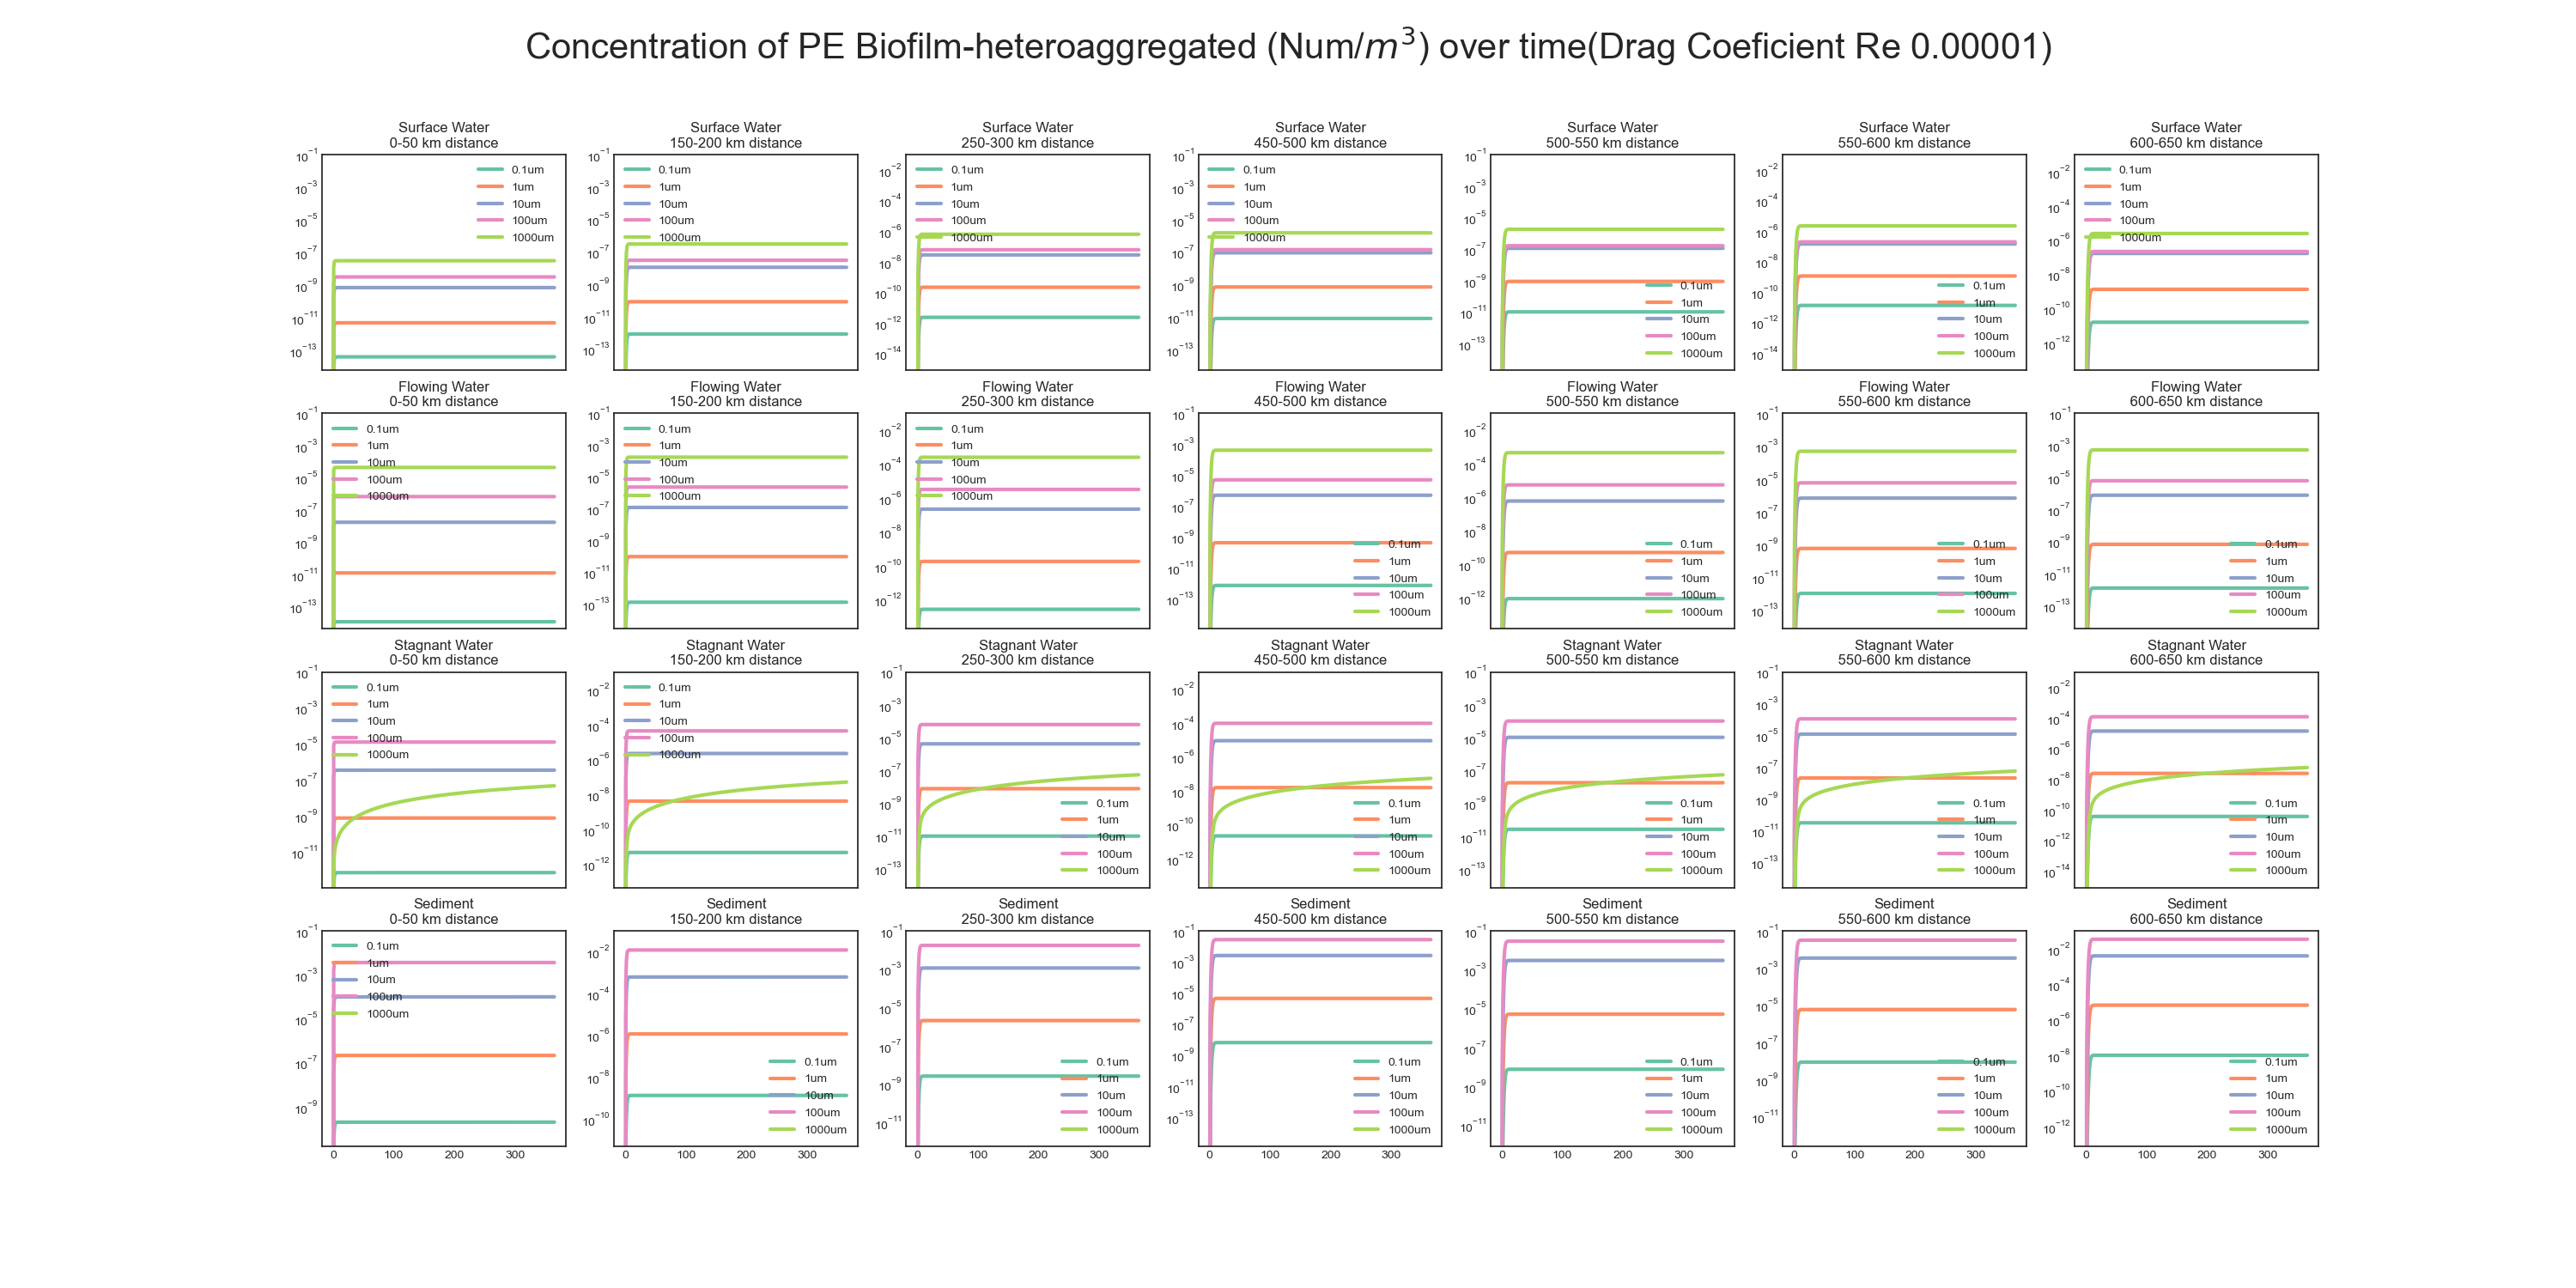 Concentration of PE Biofilm-heteroaggregated (Num/m³) over time(Drag Coeficient Re 0.00001)
Surface Water
0-50 km distance
10⁻¹
10⁻³
10⁻⁵
10⁻⁷
10⁻⁹
10⁻¹¹
10⁻¹³
0.1um
1um
10um
100um
1000um
Surface Water
150-200 km distance
10⁻¹
10⁻³
10⁻⁵
10⁻⁷
10⁻⁹
10⁻¹¹
10⁻¹³
0.1um
1um
10um
100um
1000um
Surface Water
250-300 km distance
10⁻²
10⁻⁴
10⁻⁶
10⁻⁸
10⁻¹⁰
10⁻¹²
10⁻¹⁴
0.1um
1um
10um
100um
1000um
Surface Water
450-500 km distance
10⁻¹
10⁻³
10⁻⁵
10⁻⁷
10⁻⁹
10⁻¹¹
10⁻¹³
0.1um
1um
10um
100um
1000um
Surface Water
500-550 km distance
10⁻¹
10⁻³
10⁻⁵
10⁻⁷
10⁻⁹
10⁻¹¹
10⁻¹³
0.1um
1um
10um
100um
1000um
Surface Water
550-600 km distance
10⁻²
10⁻⁴
10⁻⁶
10⁻⁸
10⁻¹⁰
10⁻¹²
10⁻¹⁴
0.1um
1um
10um
100um
1000um
Surface Water
600-650 km distance
10⁻²
10⁻⁴
10⁻⁶
10⁻⁸
10⁻¹⁰
10⁻¹²
0.1um
1um
10um
100um
1000um
Flowing Water
0-50 km distance
10⁻¹
10⁻³
10⁻⁵
10⁻⁷
10⁻⁹
10⁻¹¹
10⁻¹³
0.1um
1um
10um
100um
1000um
Flowing Water
150-200 km distance
10⁻¹
10⁻³
10⁻⁵
10⁻⁷
10⁻⁹
10⁻¹¹
10⁻¹³
0.1um
1um
10um
100um
1000um
Flowing Water
250-300 km distance
10⁻²
10⁻⁴
10⁻⁶
10⁻⁸
10⁻¹⁰
10⁻¹²
0.1um
1um
10um
100um
1000um
Flowing Water
450-500 km distance
10⁻¹
10⁻³
10⁻⁵
10⁻⁷
10⁻⁹
10⁻¹¹
10⁻¹³
0.1um
1um
10um
100um
1000um
Flowing Water
500-550 km distance
10⁻²
10⁻⁴
10⁻⁶
10⁻⁸
10⁻¹⁰
10⁻¹²
0.1um
1um
10um
100um
1000um
Flowing Water
550-600 km distance
10⁻¹
10⁻³
10⁻⁵
10⁻⁷
10⁻⁹
10⁻¹¹
10⁻¹³
0.1um
1um
10um
100um
1000um
Flowing Water
600-650 km distance
10⁻¹
10⁻³
10⁻⁵
10⁻⁷
10⁻⁹
10⁻¹¹
10⁻¹³
0.1um
1um
10um
100um
1000um
Stagnant Water
0-50 km distance
10⁻¹
10⁻³
10⁻⁵
10⁻⁷
10⁻⁹
10⁻¹¹
0.1um
1um
10um
100um
1000um
Stagnant Water
150-200 km distance
10⁻²
10⁻⁴
10⁻⁶
10⁻⁸
10⁻¹⁰
10⁻¹²
0.1um
1um
10um
100um
1000um
Stagnant Water
250-300 km distance
10⁻¹
10⁻³
10⁻⁵
10⁻⁷
10⁻⁹
10⁻¹¹
10⁻¹³
0.1um
1um
10um
100um
1000um
Stagnant Water
450-500 km distance
10⁻²
10⁻⁴
10⁻⁶
10⁻⁸
10⁻¹⁰
10⁻¹²
0.1um
1um
10um
100um
1000um
Stagnant Water
500-550 km distance
10⁻¹
10⁻³
10⁻⁵
10⁻⁷
10⁻⁹
10⁻¹¹
10⁻¹³
0.1um
1um
10um
100um
1000um
Stagnant Water
550-600 km distance
10⁻¹
10⁻³
10⁻⁵
10⁻⁷
10⁻⁹
10⁻¹¹
10⁻¹³
0.1um
1um
10um
100um
1000um
Stagnant Water
600-650 km distance
10⁻²
10⁻⁴
10⁻⁶
10⁻⁸
10⁻¹⁰
10⁻¹²
10⁻¹⁴
0.1um
1um
10um
100um
1000um
Sediment
0-50 km distance
10⁻¹
10⁻³
10⁻⁵
10⁻⁷
10⁻⁹
0.1um
1um
10um
100um
1000um
0 100 200 300
Sediment
150-200 km distance
10⁻²
10⁻⁴
10⁻⁶
10⁻⁸
10⁻¹⁰
0.1um
1um
10um
100um
1000um
0 100 200 300
Sediment
250-300 km distance
10⁻¹
10⁻³
10⁻⁵
10⁻⁷
10⁻⁹
10⁻¹¹
0.1um
1um
10um
100um
1000um
0 100 200 300
Sediment
450-500 km distance
10⁻¹
10⁻³
10⁻⁵
10⁻⁷
10⁻⁹
10⁻¹¹
10⁻¹³
0.1um
1um
10um
100um
1000um
0 100 200 300
Sediment
500-550 km distance
10⁻¹
10⁻³
10⁻⁵
10⁻⁷
10⁻⁹
10⁻¹¹
0.1um
1um
10um
100um
1000um
0 100 200 300
Sediment
550-600 km distance
10⁻¹
10⁻³
10⁻⁵
10⁻⁷
10⁻⁹
10⁻¹¹
0.1um
1um
10um
100um
1000um
0 100 200 300
Sediment
600-650 km distance
10⁻²
10⁻⁴
10⁻⁶
10⁻⁸
10⁻¹⁰
10⁻¹²
0.1um
1um
10um
100um
1000um
0 100 200 300